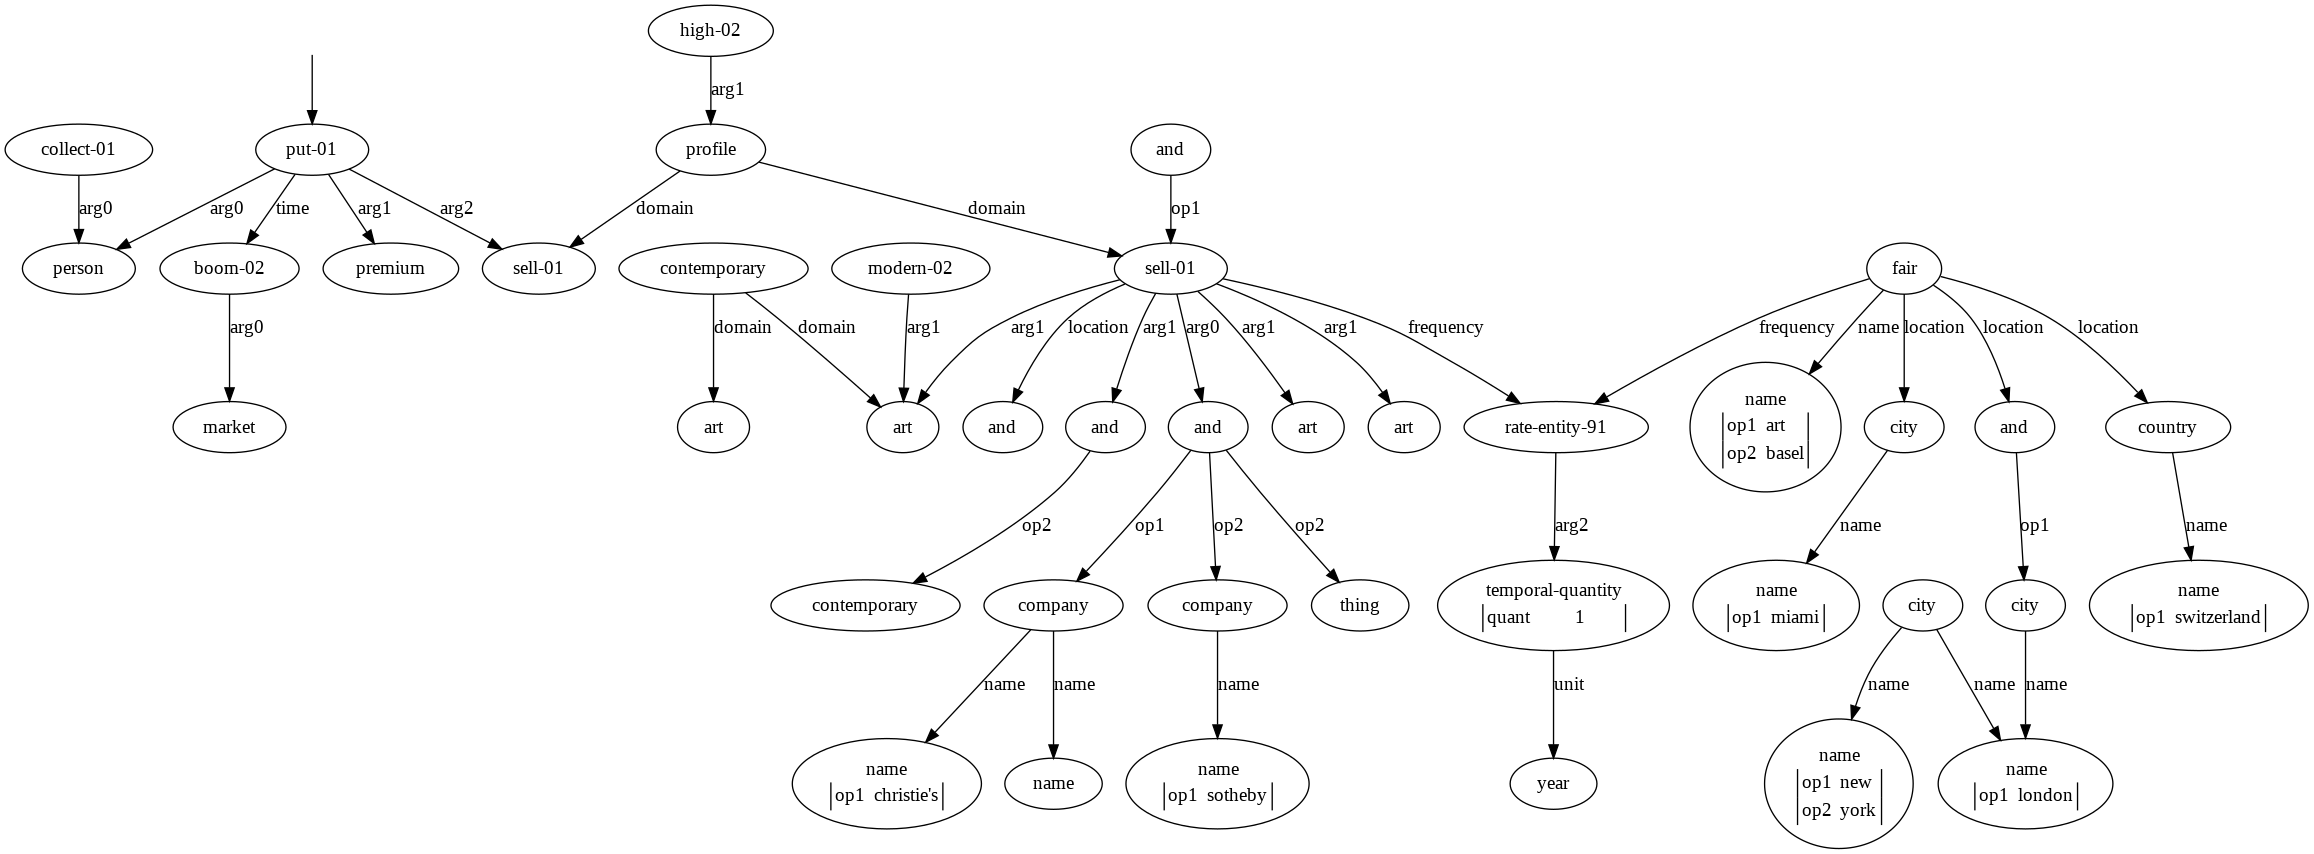 high-02
arg1
collect-01
put-01
profile
and
arg0
arg0
time
arg1
arg2
domain
domain
op1
person
boom-02
premium
sell-01
contemporary
modern-02
sell-01
fair
arg0
domain
domain
arg1
arg1
location
arg1
arg0
arg1
arg1
frequency
frequency
name
location
location
location
market
art
art
and
and
and
art
art
rate-entity-91
name
op1 art
op2 basel
city
and
country
op2
op1
op2
op2
arg2
name
op1
name
contemporary
company
company
thing
temporal-quantity
quant 1
name
op1 miami
city
city
name
op1 switzerland
name
name
name
unit
name
name
name
name
op1 christie's
name
name
op1 sotheby
year
name
op1 new
op2 york
name
op1 london